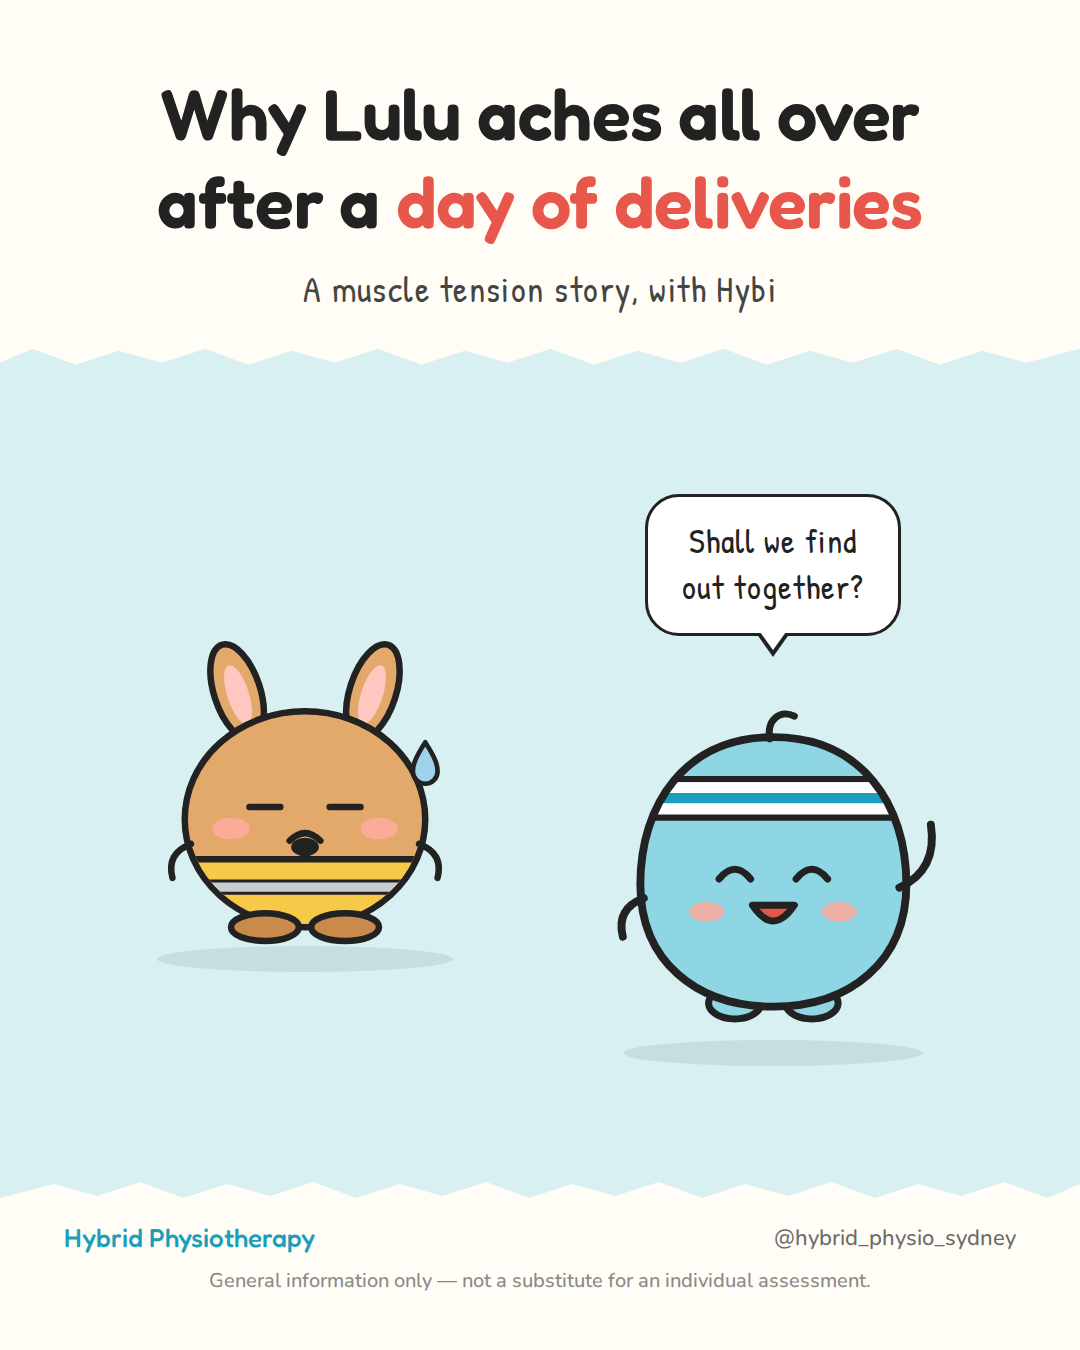 Why Lulu aches all over
after a day of deliveries
A muscle tension story, with Hybi
Shall we find
out together?
Hybrid Physiotherapy
@hybrid_physio_sydney
General information only — not a substitute for an individual assessment.